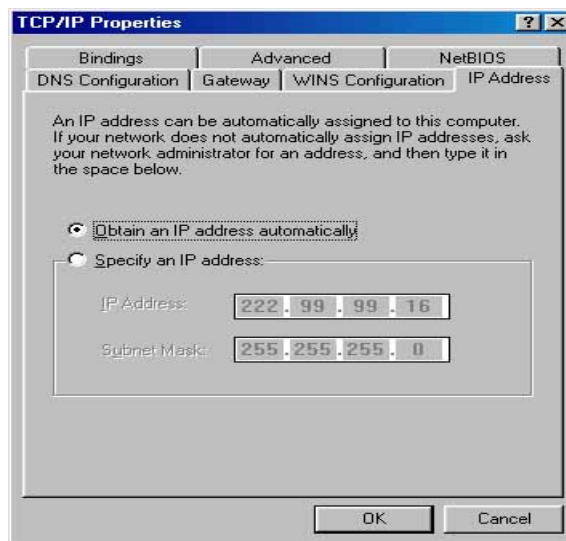 TCP/IP Properties ? ×
Bindings Advanced NetBIOS
DNS Configuration Gateway WINS Configuration IP Address
An IP address can be automatically assigned to this computer.
If your network does not automatically assign IP addresses, ask
your network administrator for an address, and then type it in
the space below.
Obtain an IP address automatically
Specify an IP address:
IP Address: 222 . 99 . 99 . 16
Subnet Mask: 255 . 255 . 255 . 0
OK Cancel